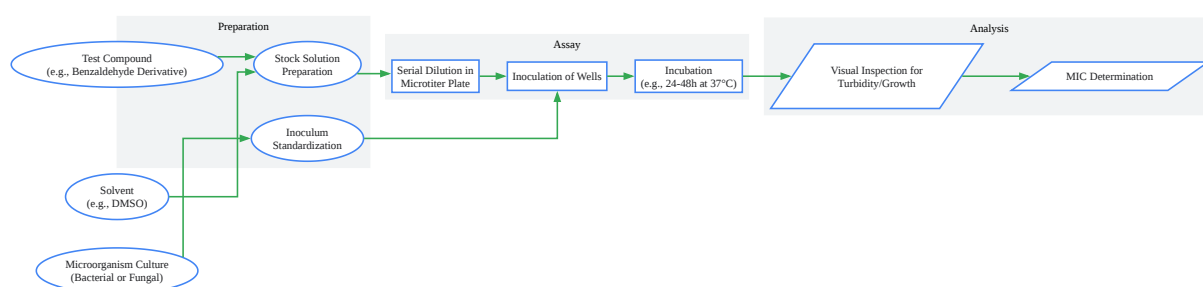 Preparation
Test Compound
(e.g., Benzaldehyde Derivative)
Stock Solution
Preparation
Inoculum
Standardization
Solvent
(e.g., DMSO)
Microorganism Culture
(Bacterial or Fungal)
Assay
Serial Dilution in
Microtiter Plate
Inoculation of Wells
Incubation
(e.g., 24-48h at 37°C)
Analysis
Visual Inspection for
Turbidity/Growth
MIC Determination